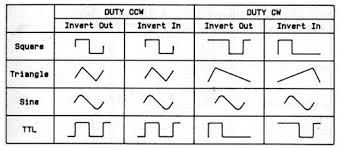 DUTY CCW DUTY CW
Invert Out Invert In Invert Out Invert In
Square
Triangle
Sine
TTL